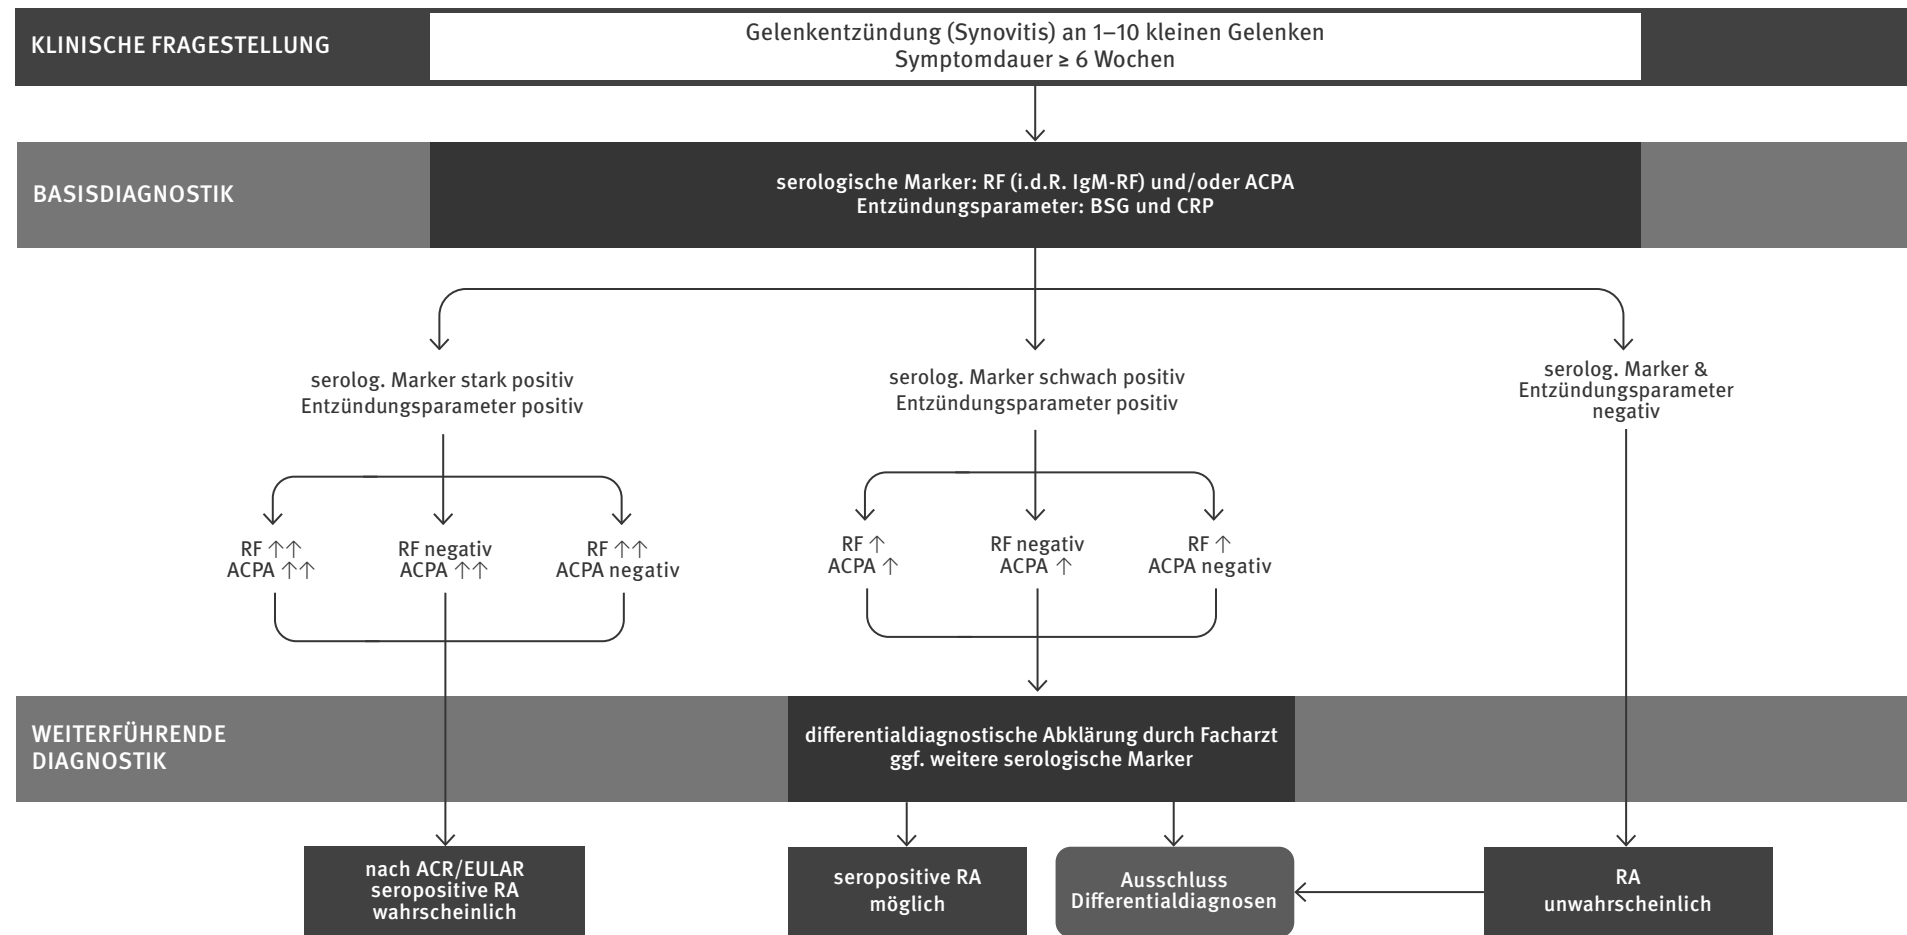 KLINISCHE FRAGESTELLUNG
Gelenkentzündung (Synovitis) an 1–10 kleinen Gelenken
Symptomdauer ≥ 6 Wochen
BASISDIAGNOSTIK
serologische Marker: RF (i.d.R. IgM-RF) und/oder ACPA
Entzündungsparameter: BSG und CRP
serolog. Marker stark positiv
Entzündungsparameter positiv
serolog. Marker schwach positiv
Entzündungsparameter positiv
serolog. Marker &
Entzündungsparameter
negativ
RF ↑↑
ACPA ↑↑
RF negativ
ACPA ↑↑
RF ↑↑
ACPA negativ
RF ↑
ACPA ↑
RF negativ
ACPA ↑
RF ↑
ACPA negativ
WEITERFÜHRENDE
DIAGNOSTIK
differentialdiagnostische Abklärung durch Facharzt
ggf. weitere serologische Marker
nach ACR/EULAR
seropositive RA
wahrscheinlich
seropositive RA
möglich
Ausschluss
Differentialdiagnosen
RA
unwahrscheinlich